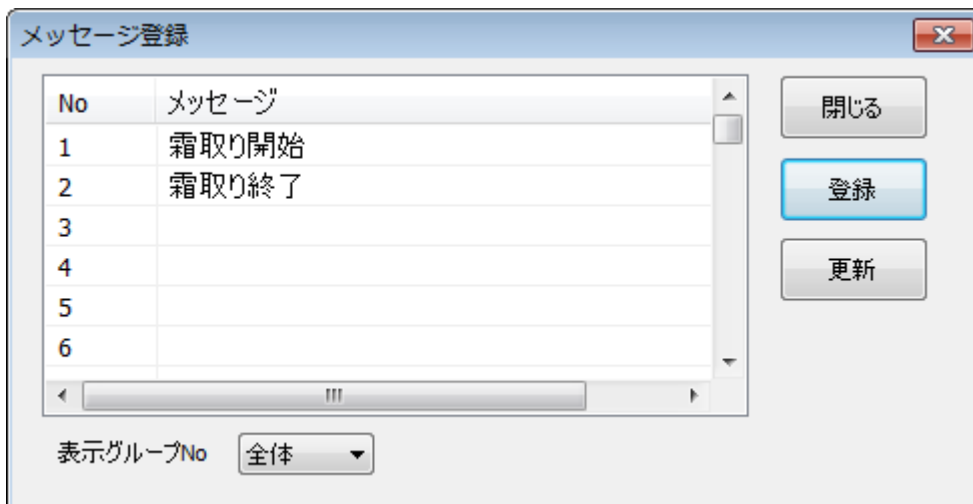 メッセージ登録
No メッセージ
1 霜取り開始
2 霜取り終了
3
4
5
6
閉じる
登録
更新
表示グループNo 全体